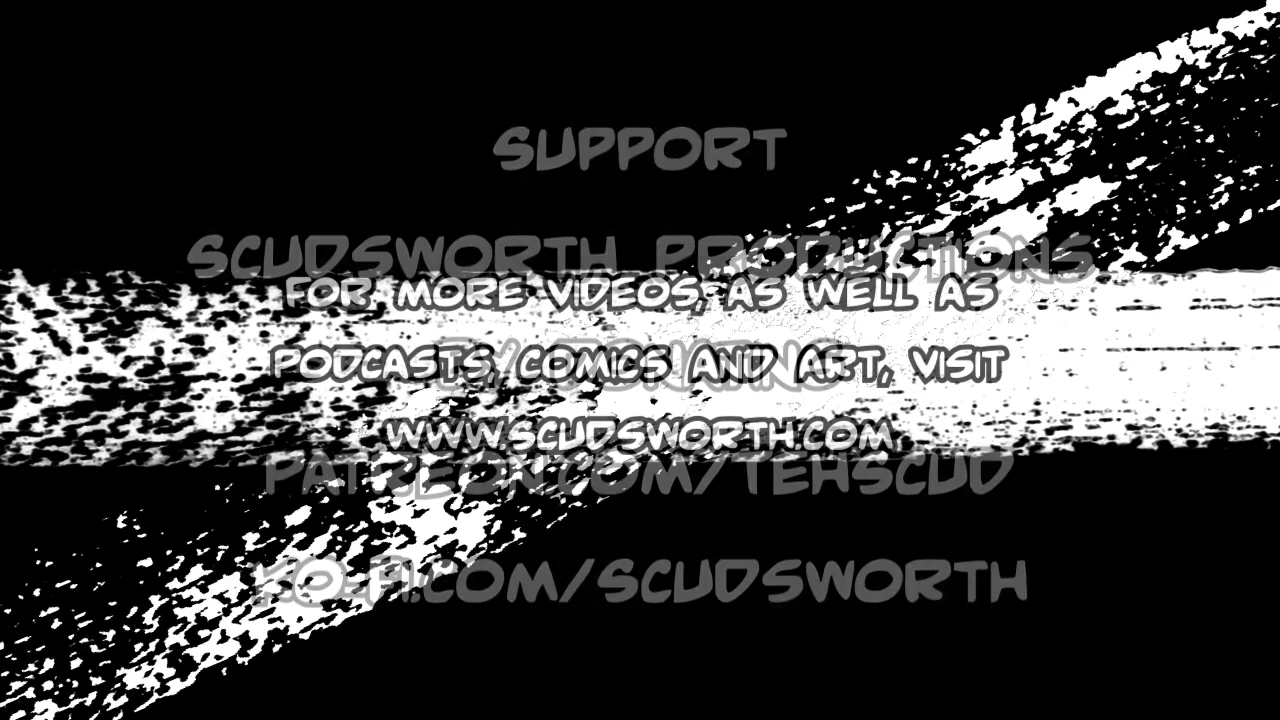 SUPPORT
SCUDSWORTH PRODUCTIONS
FOR MORE VIDEOS, AS WELL AS
PODCASTS, COMICS AND ART, VISIT
WWW.SCUDSWORTH.COM
PATREON.COM/TEHSCUD
KO-FI.COM/SCUDSWORTH